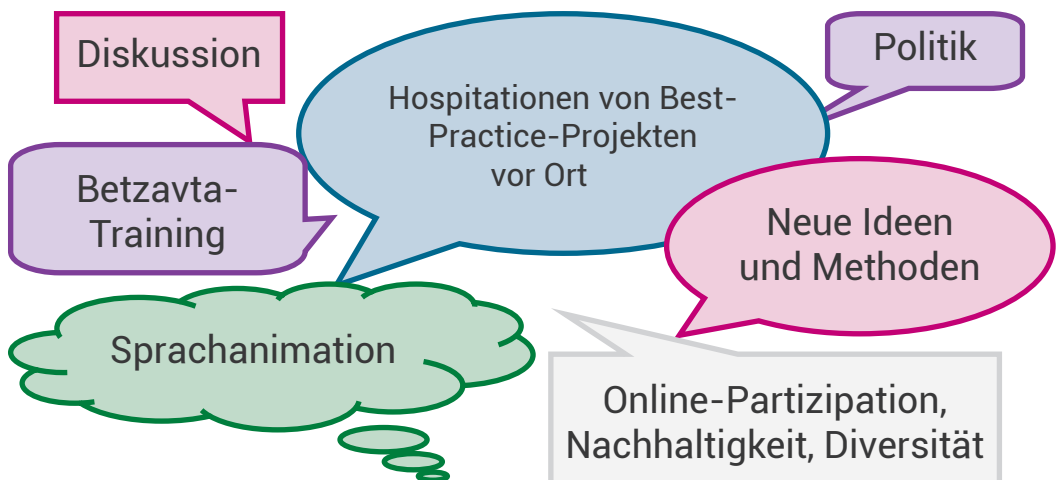 Diskussion
Hospitationen von Best-
Practice-Projekten
vor Ort
Politik
Betzavta-
Training
Neue Ideen
und Methoden
Sprachanimation
Online-Partizipation,
Nachhaltigkeit, Diversität